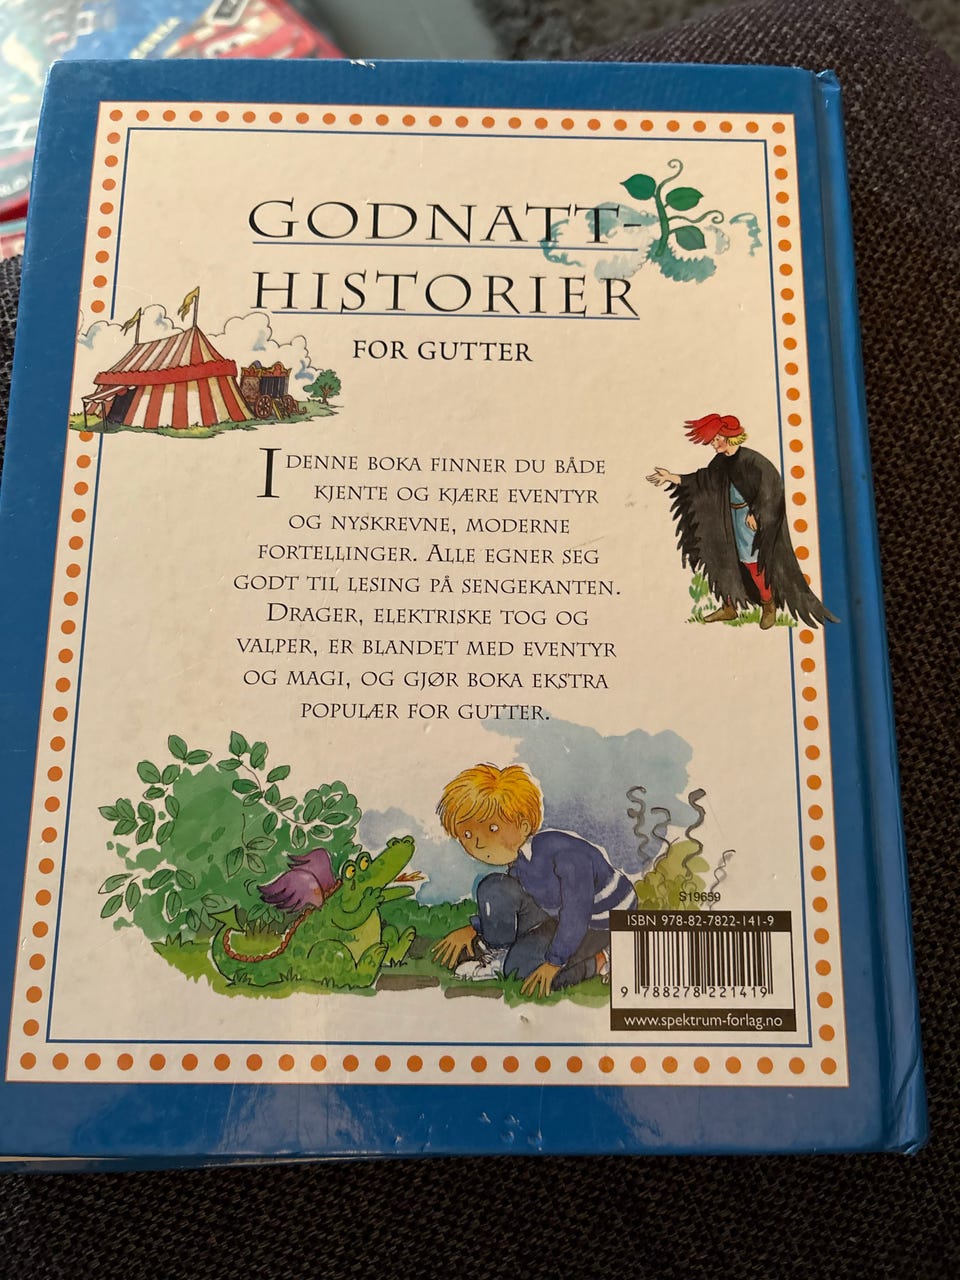 GODNATT-
HISTORIER
FOR GUTTER
I DENNE BOKA FINNER DU BÅDE
KJENTE OG KJÆRE EVENTYR
OG NYSKREVNE, MODERNE
FORTELLINGER. ALLE EGNER SEG
GODT TIL LESING PÅ SENGEKANTEN.
DRAGER, ELEKTRISKE TOG OG
VALPER, ER BLANDET MED EVENTYR
OG MAGI, OG GJØR BOKA EKSTRA
POPULÆR FOR GUTTER.
S19659
ISBN 978-82-7822-141-9
9 788278 221419
www.spektrum-forlag.no